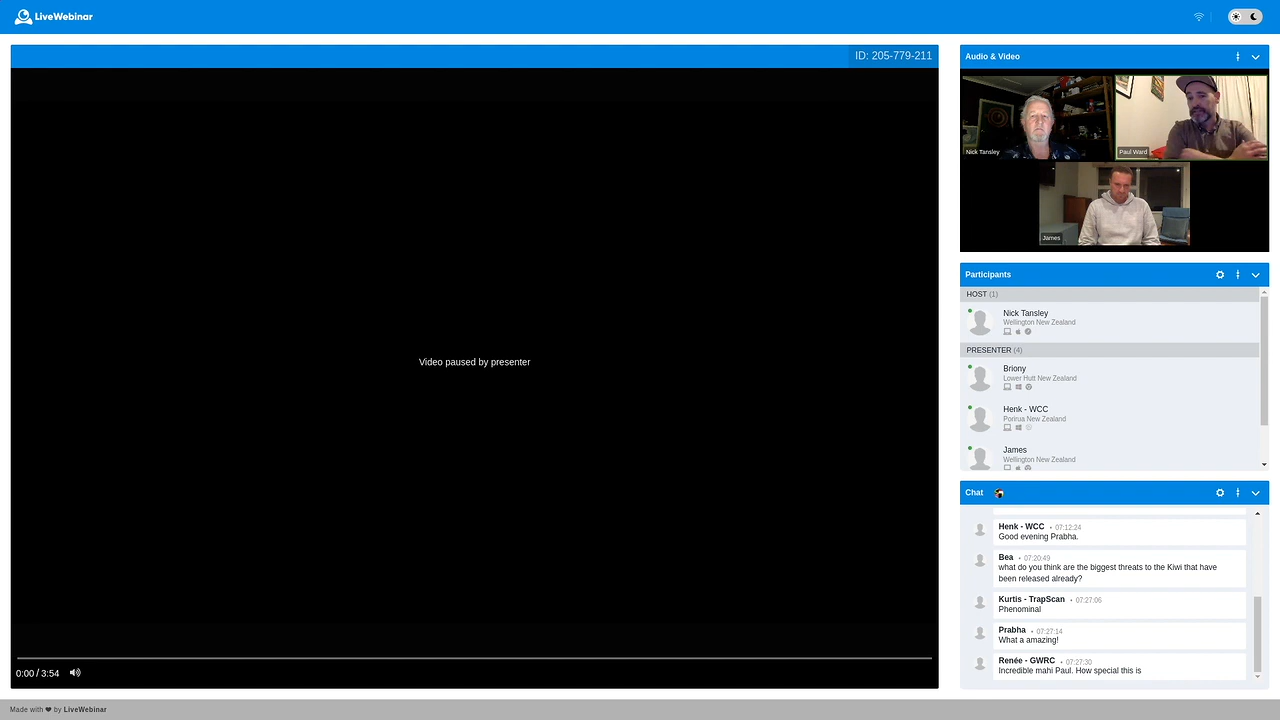 LiveWebinar
ID: 205-779-211
Video paused by presenter
0:00 / 3:54
Audio & Video
Nick Tansley
Paul Ward
James
Participants
HOST (1)
Nick Tansley
Wellington New Zealand
PRESENTER (4)
Briony
Lower Hutt New Zealand
Henk - WCC
Porirua New Zealand
James
Wellington New Zealand
Chat
Henk - WCC • 07:12:24
Good evening Prabha.
Bea • 07:20:49
what do you think are the biggest threats to the Kiwi that have
been released already?
Kurtis - TrapScan • 07:27:06
Phenominal
Prabha • 07:27:14
What a amazing!
Renée - GWRC • 07:27:30
Incredible mahi Paul. How special this is
Made with ❤ by LiveWebinar